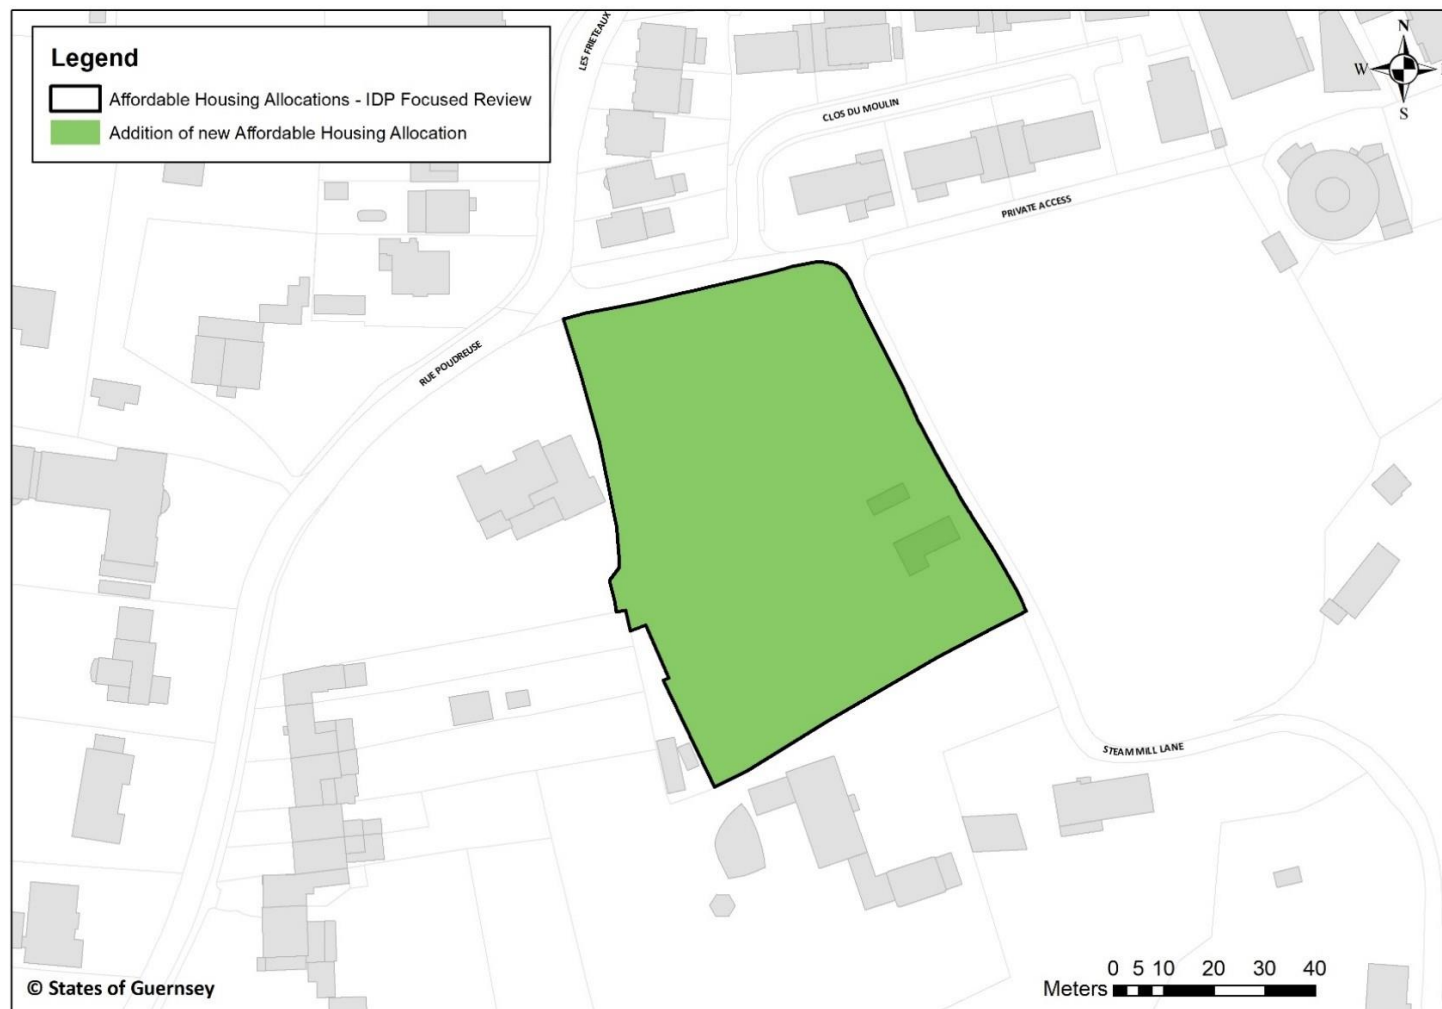 Legend
Affordable Housing Allocations - IDP Focused Review
Addition of new Affordable Housing Allocation
LES FRIETEAUX
N
W
S
CLOS DU MOULIN
PRIVATE ACCESS
RUE POUDREUSE
STEAM MILL LANE
0 5 10 20 30 40
Meters
© States of Guernsey